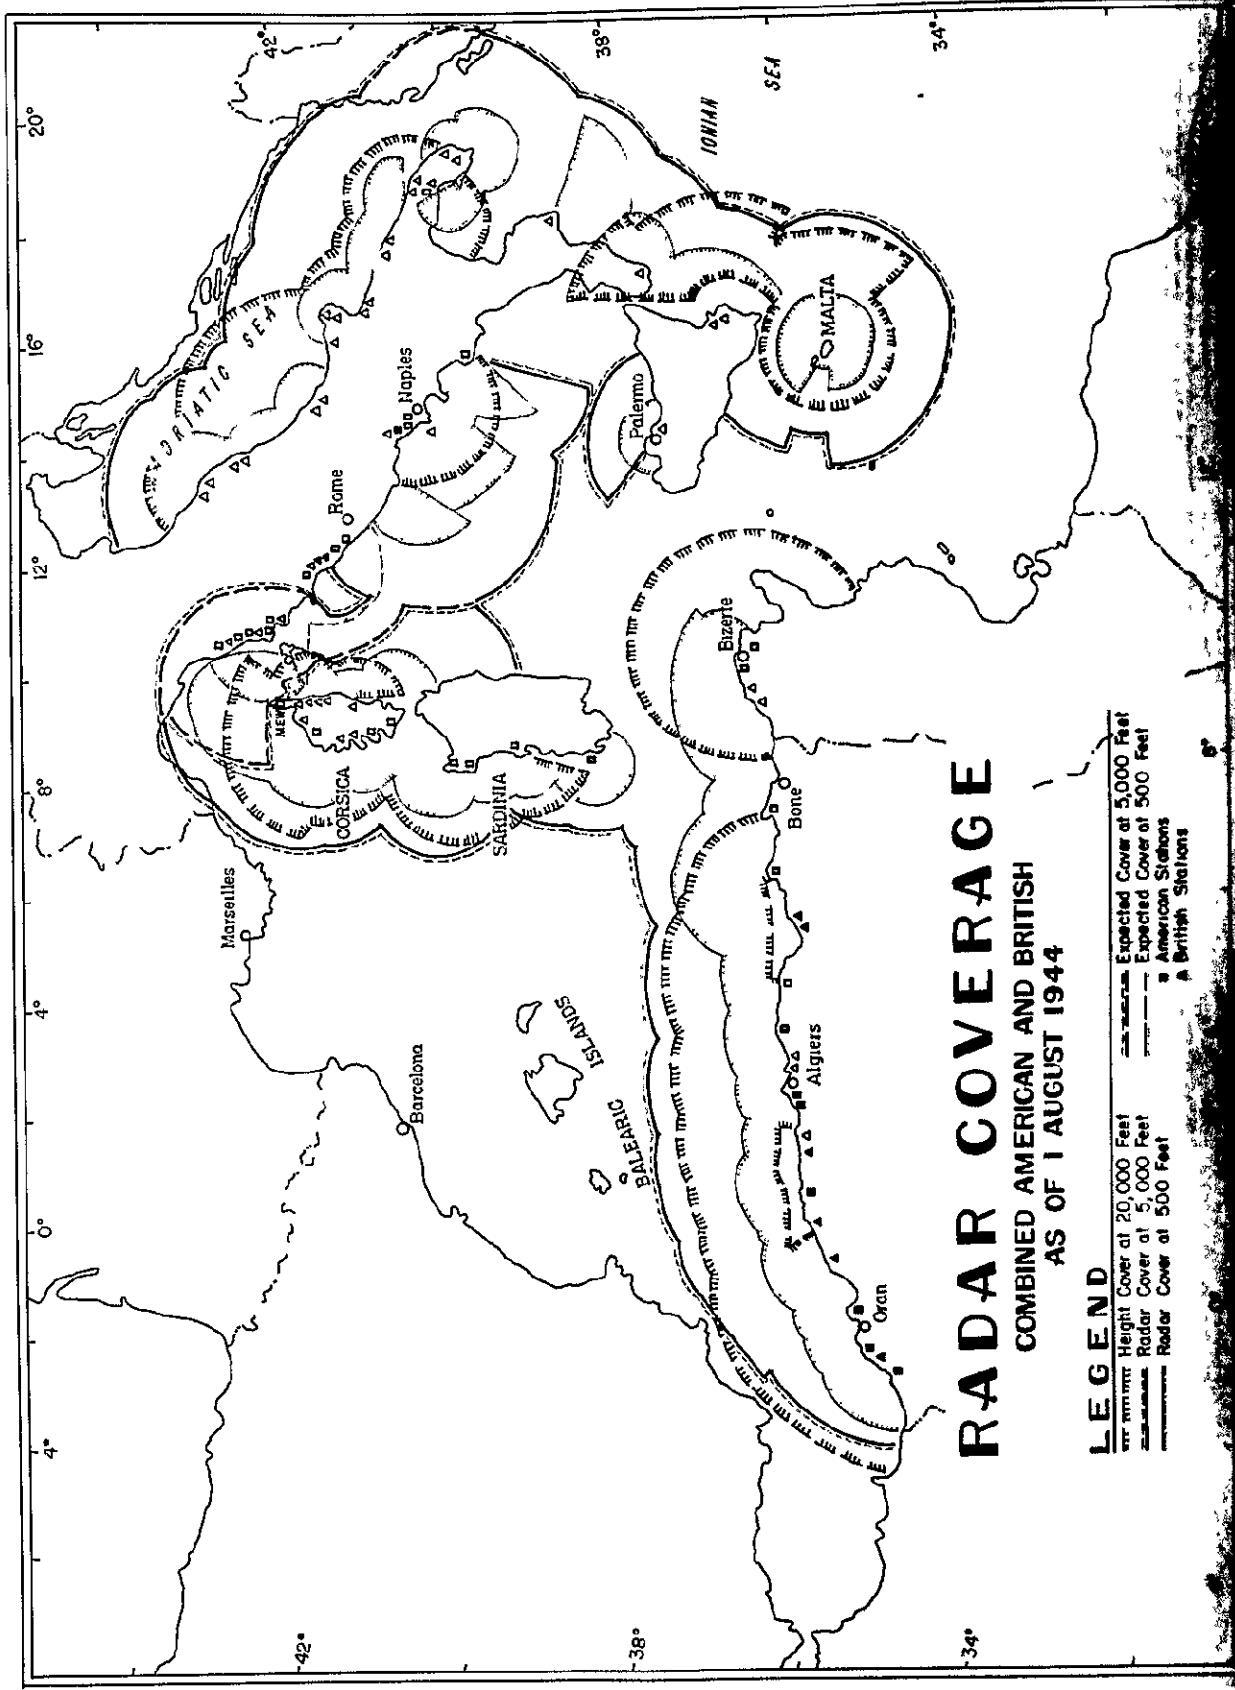 RADAR COVERAGE
COMBINED AMERICAN AND BRITISH
AS OF 1 AUGUST 1944
LEGEND
Height Cover at 20,000 Feet
Radar Cover at 5,000 Feet
Radar Cover at 500 Feet
Expected Cover at 5,000 Feet
Expected Cover at 500 Feet
American Stations
British Stations
4°
0°
4°
8°
12°
16°
20°
42°
38°
34°
42°
38°
34°
8°
Marseilles
Barcelona
BALEARIC
ISLANDS
CORSICA
SARDINIA
MEW
Rome
Naples
ADRIATIC SEA
Palermo
MALTA
IONIAN
SEA
Bizerte
Bone
Algiers
Oran